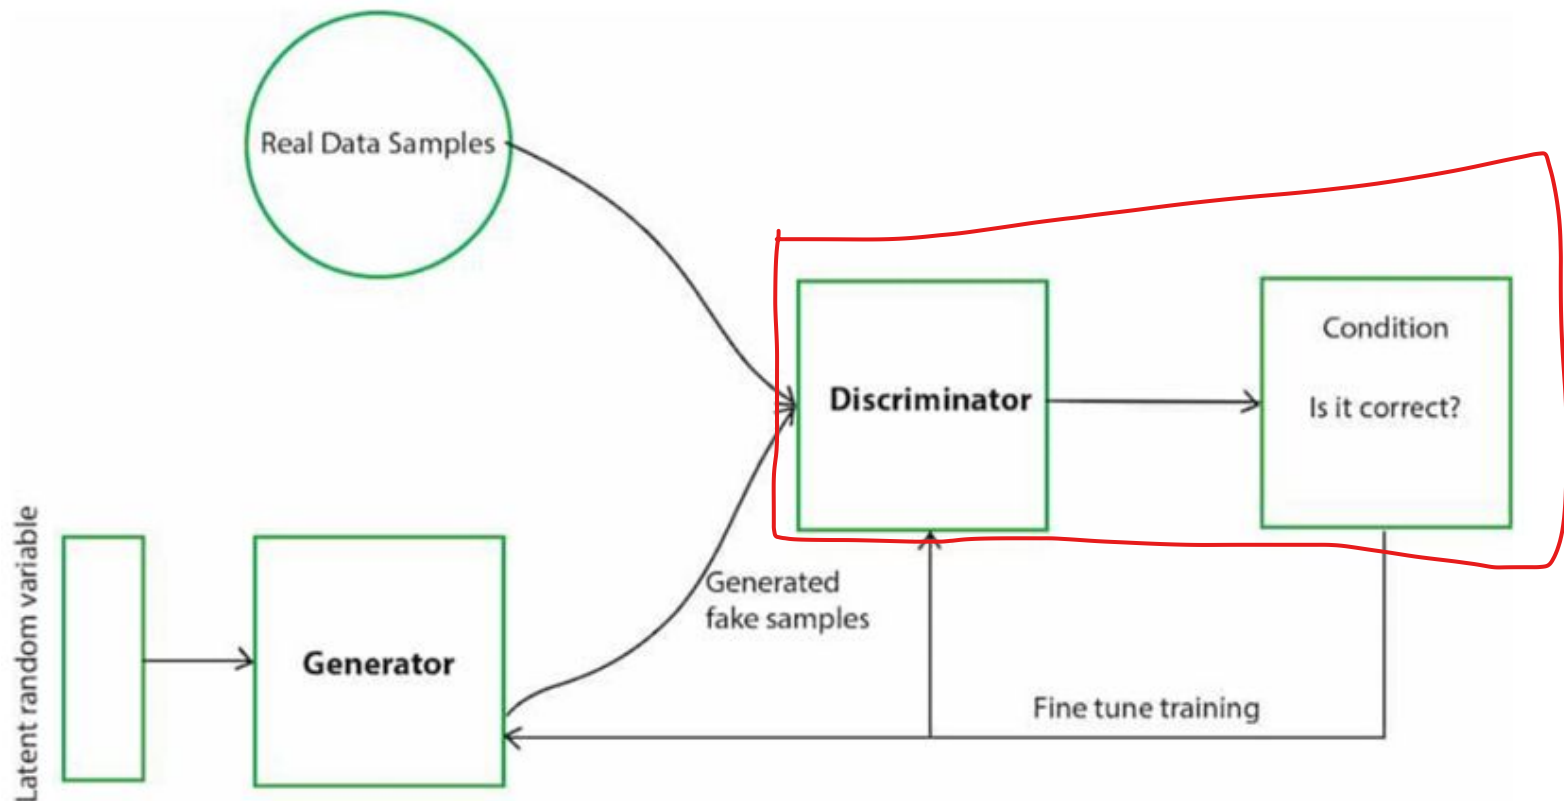 Real Data Samples
Condition
Is it correct?
Discriminator
Generated
fake samples
Latent random variable
Generator
Fine tune training